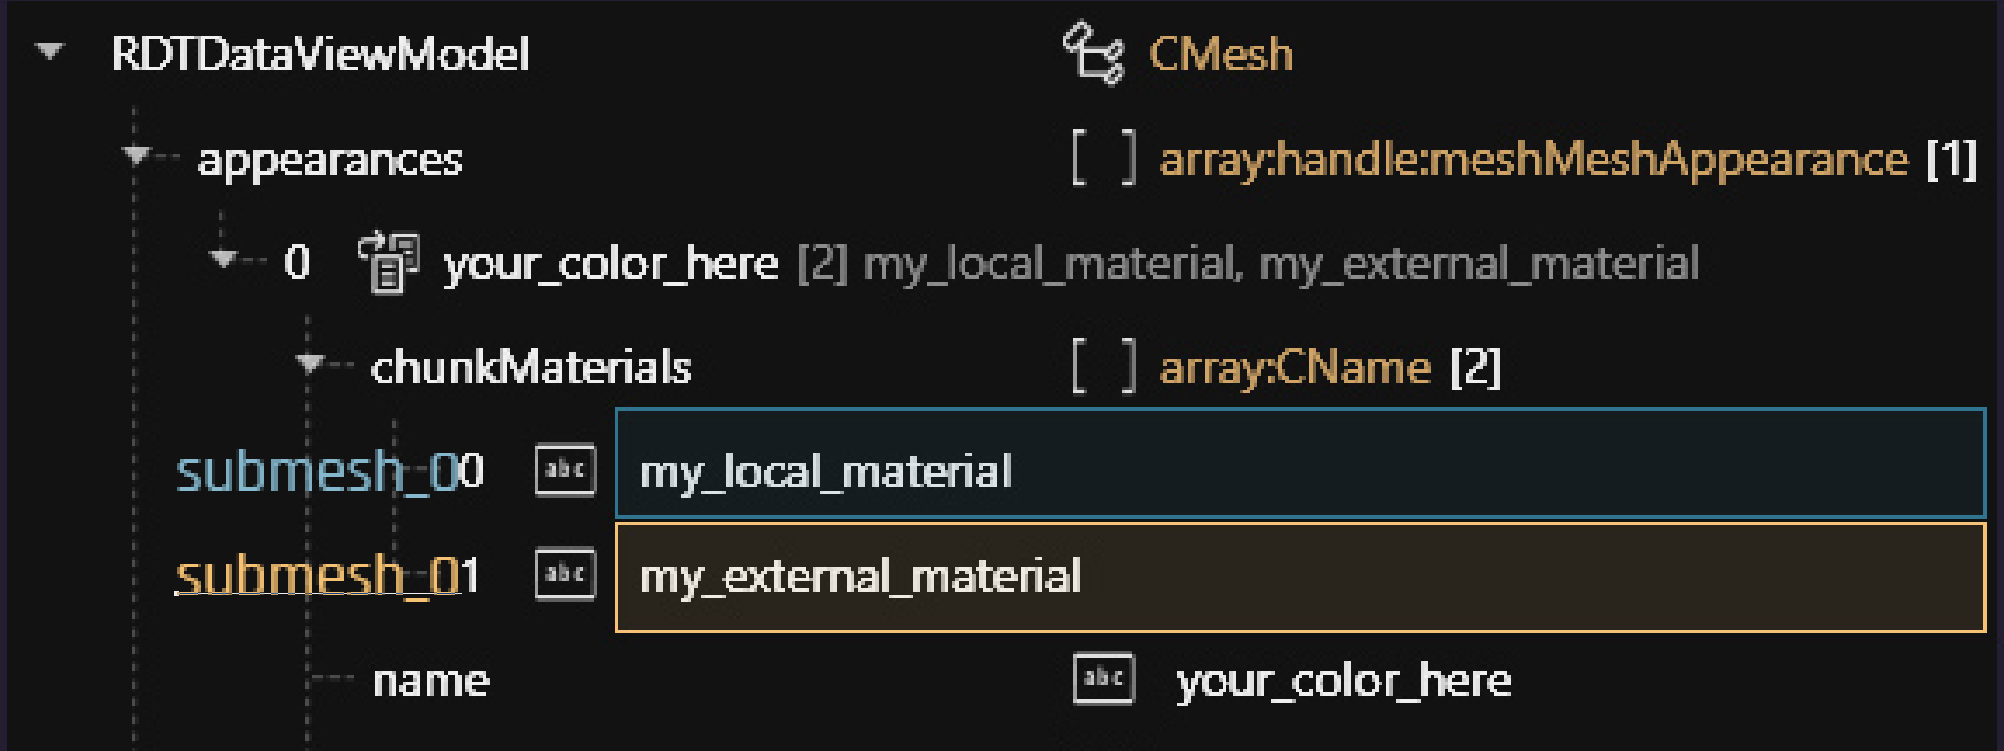 RDTDataViewModel CMesh
appearances [ ] array:handle:meshMeshAppearance [1]
0 your_color_here [2] my_local_material, my_external_material
chunkMaterials [ ] array:CName [2]
submesh_00 abc my_local_material
submesh_01 abc my_external_material
name abc your_color_here